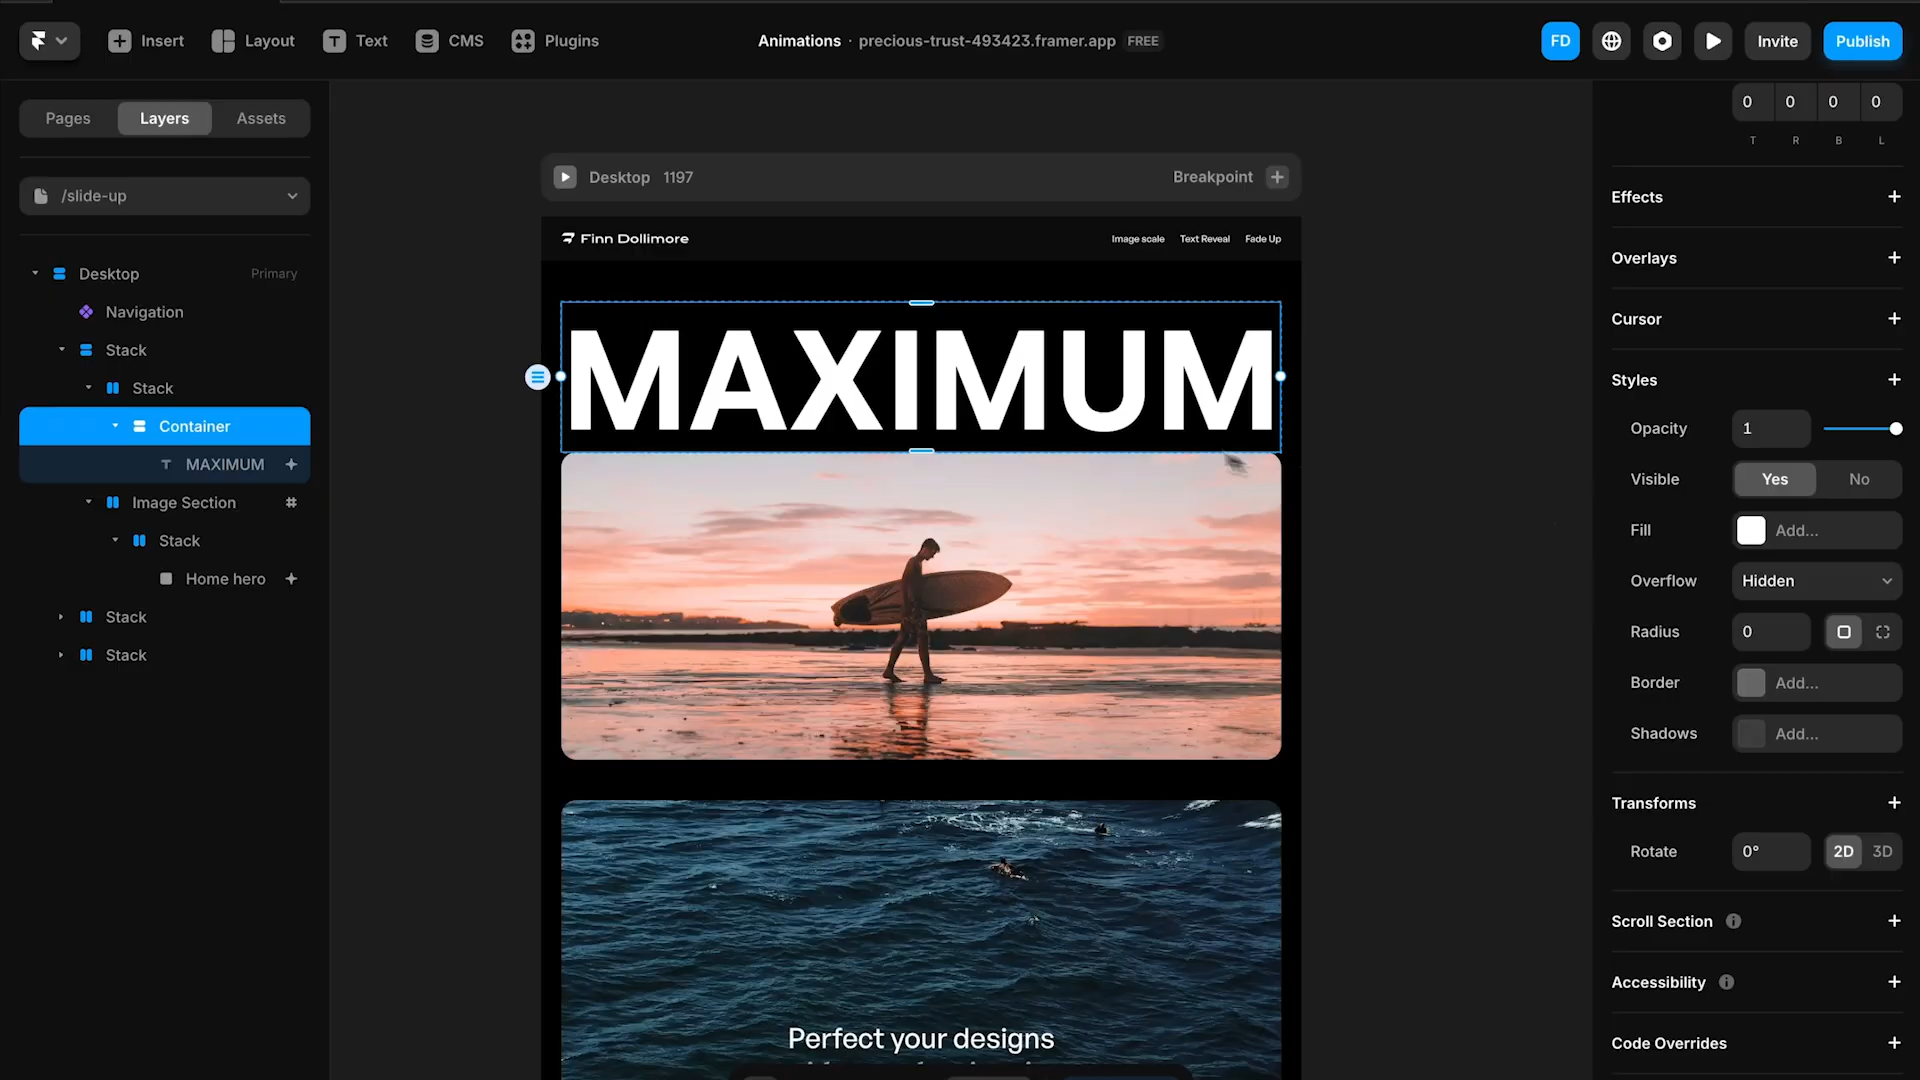 Insert
Layout
Text
CMS
Plugins
Animations · precious-trust-493423.framer.app FREE
FD
Invite
Publish
Pages
Layers
Assets
/slide-up
Desktop Primary
Navigation
Stack
Stack
Container
MAXIMUM
Image Section
Stack
Home hero
Stack
Stack
Desktop 1197
Breakpoint
Finn Dollimore
Image scale Text Reveal Fade Up
MAXIMUM
Perfect your designs
0 0 0 0
T R B L
Effects
Overlays
Cursor
Styles
Opacity 1
Visible Yes No
Fill Add...
Overflow Hidden
Radius 0
Border Add...
Shadows Add...
Transforms
Rotate 0° 2D 3D
Scroll Section
Accessibility
Code Overrides